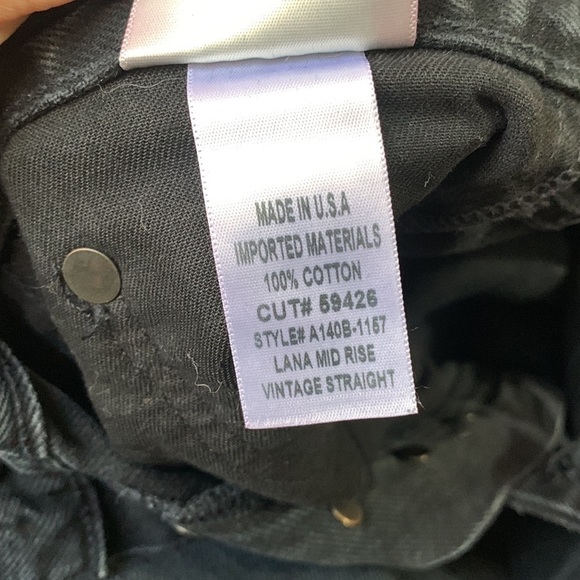 MADE IN U.S.A
IMPORTED MATERIALS
100% COTTON
CUT# 59426
STYLE# A140B-1157
LANA MID RISE
VINTAGE STRAIGHT